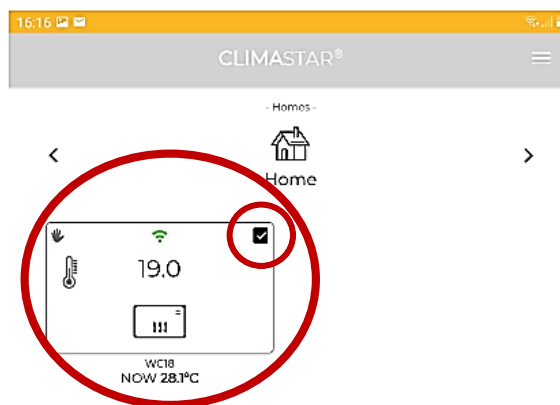 16:16
CLIMASTAR®
- Homes -
Home
19.0
WC18
NOW 28.1°C